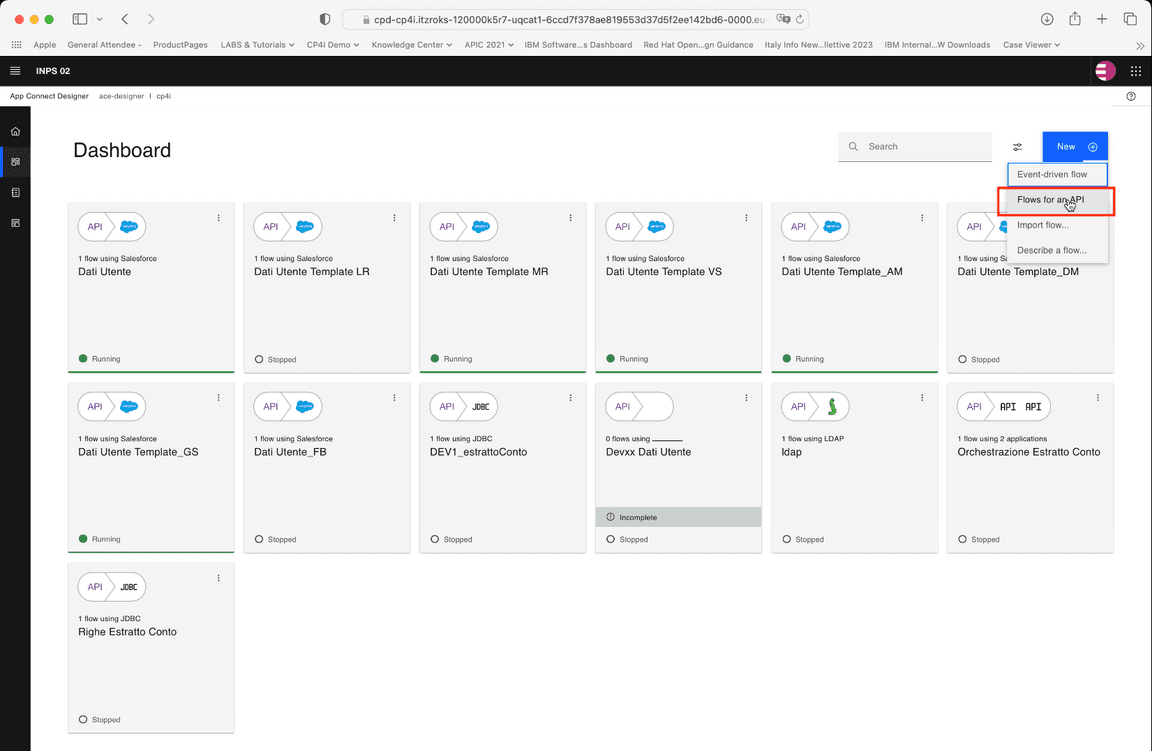 cpd-cp4i.itzroks-120000k5r7-uqcat1-6ccd7f378ae819553d37d5f2ee142bd6-0000.eu-
Apple General Attendee - ProductPages LABS & Tutorials CP4I Demo Knowledge Center APIC 2021 IBM Software...s Dashboard Red Hat Open...gn Guidance Italy Info New...llettive 2023 IBM Internal...W Downloads Case Viewer
INPS 02
App Connect Designer ace-designer | cp4i
Dashboard
Search
New
Event-driven flow
Flows for an API
Import flow...
Describe a flow...
API
1 flow using Salesforce
Dati Utente
Running
API
1 flow using Salesforce
Dati Utente Template LR
Stopped
API
1 flow using Salesforce
Dati Utente Template MR
Running
API
1 flow using Salesforce
Dati Utente Template VS
Running
API
1 flow using Salesforce
Dati Utente Template_AM
Running
API
1 flow using Sa
Dati Utente Template_DM
Stopped
API
1 flow using Salesforce
Dati Utente Template_GS
Running
API
1 flow using Salesforce
Dati Utente_FB
Stopped
API JDBC
1 flow using JDBC
DEV1_estrattoConto
Stopped
API
0 flows using
Devxx Dati Utente
Incomplete
Stopped
API
1 flow using LDAP
ldap
Stopped
API API API
1 flow using 2 applications
Orchestrazione Estratto Conto
Stopped
API JDBC
1 flow using JDBC
Righe Estratto Conto
Stopped